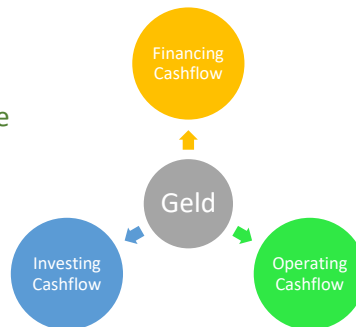 Financing
Cashflow
e
Geld
Investing
Cashflow
Operating
Cashflow